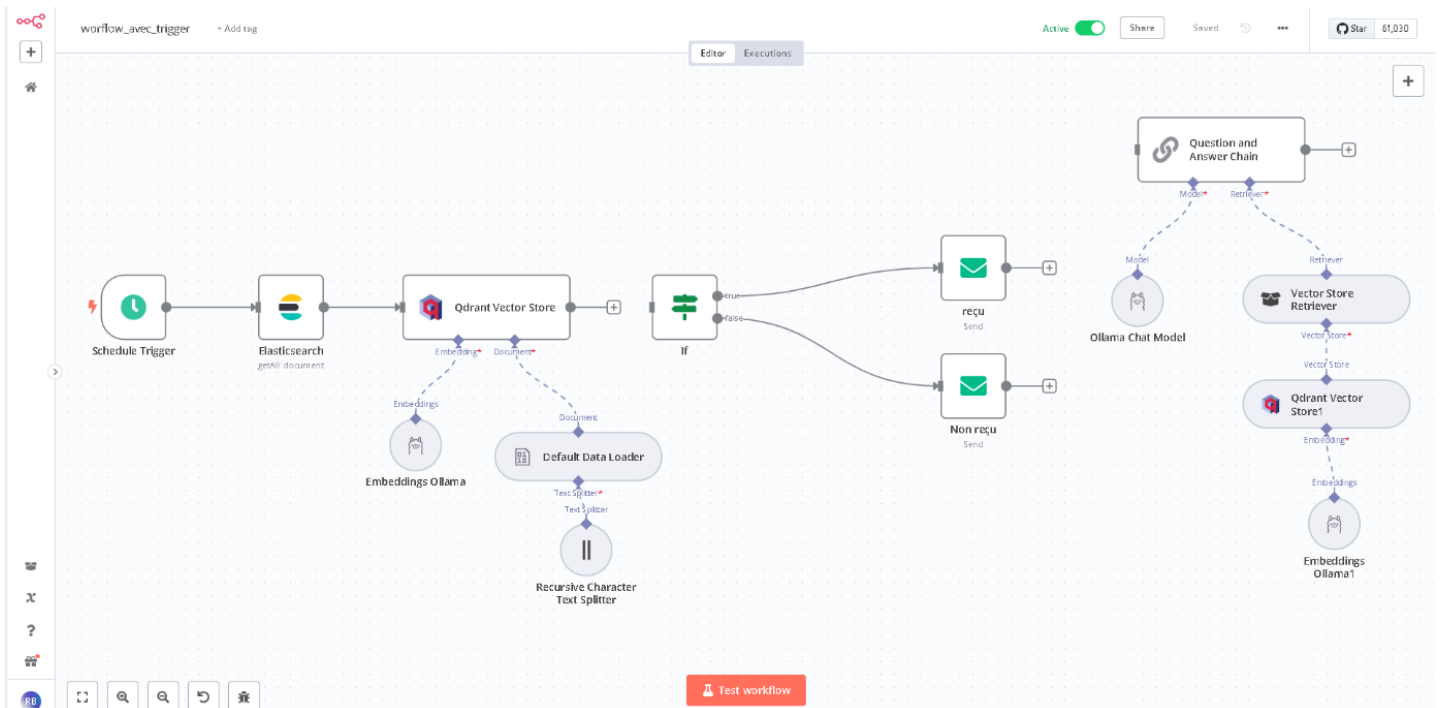 worflow_avec_trigger
+ Add tag
Active
Share
Saved
Star
61,030
Editor
Executions
Question and
Answer Chain
Model*
Retriever*
Model
Ollama Chat Model
Retriever
Vector Store
Retriever
Vector Store*
Vector Store
Qdrant Vector
Store1
Embedding*
Embeddings
Embeddings
Ollama1
Schedule Trigger
Elasticsearch
getAll: document
Qdrant Vector Store
Embedding*
Document*
Embeddings
Embeddings Ollama
Document
Default Data Loader
Text Splitter*
Text Splitter
Recursive Character
Text Splitter
If
true
false
reçu
Send
Non reçu
Send
RB
Test workflow